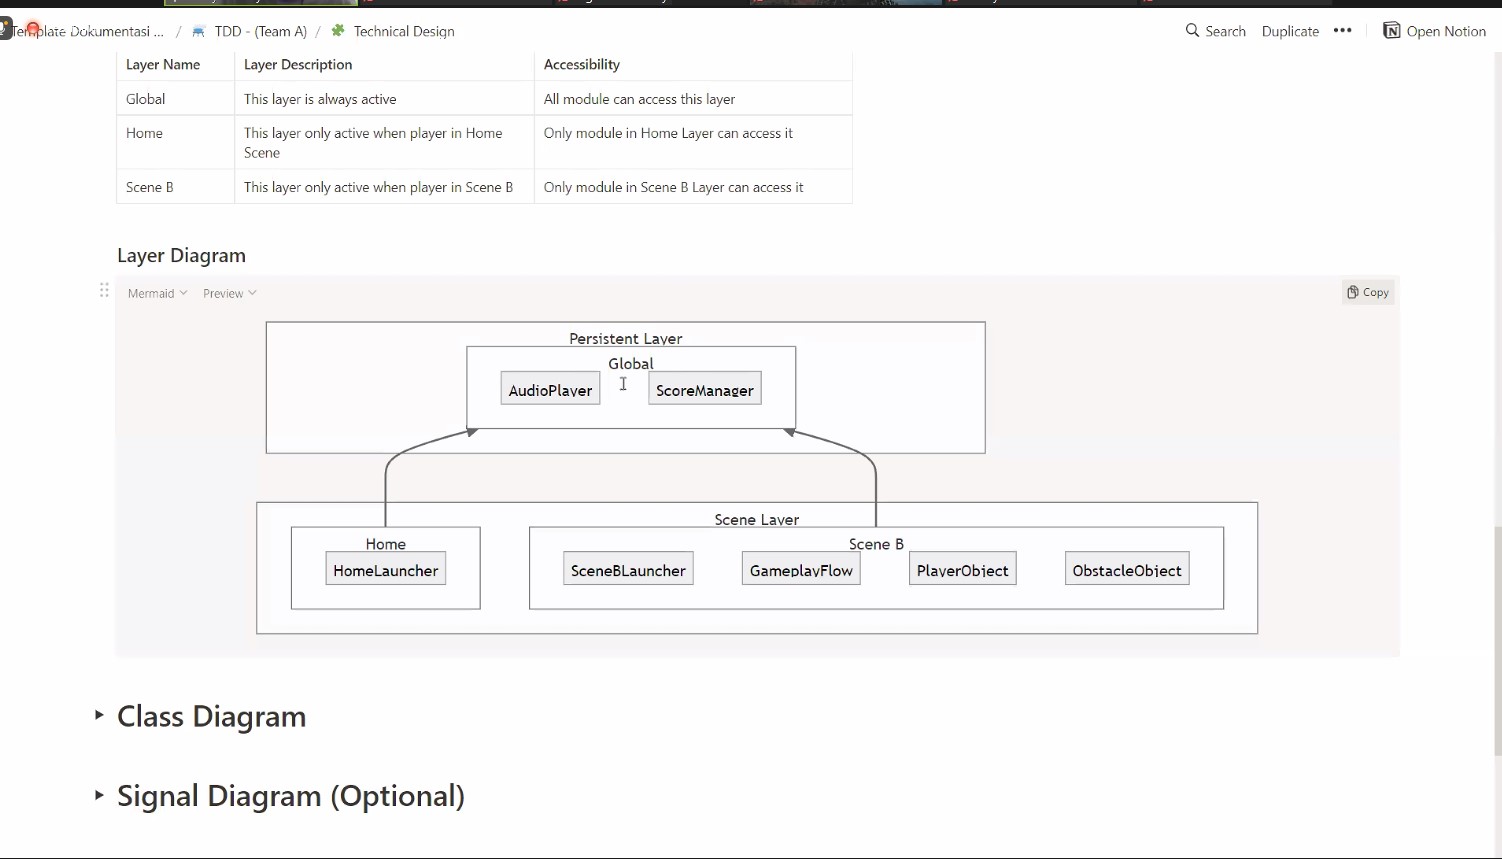 Template Dokumentasi ... / TDD - (Team A) / Technical Design
Search Duplicate ••• Open Notion
Layer Name Layer Description Accessibility
Global This layer is always active All module can access this layer
Home This layer only active when player in Home Only module in Home Layer can access it
Scene
Scene B This layer only active when player in Scene B Only module in Scene B Layer can access it
Layer Diagram
Mermaid Preview Copy
Persistent Layer
Global
AudioPlayer ScoreManager
Scene Layer
Home Scene B
HomeLauncher SceneBLauncher GameplayFlow PlayerObject ObstacleObject
Class Diagram
Signal Diagram (Optional)